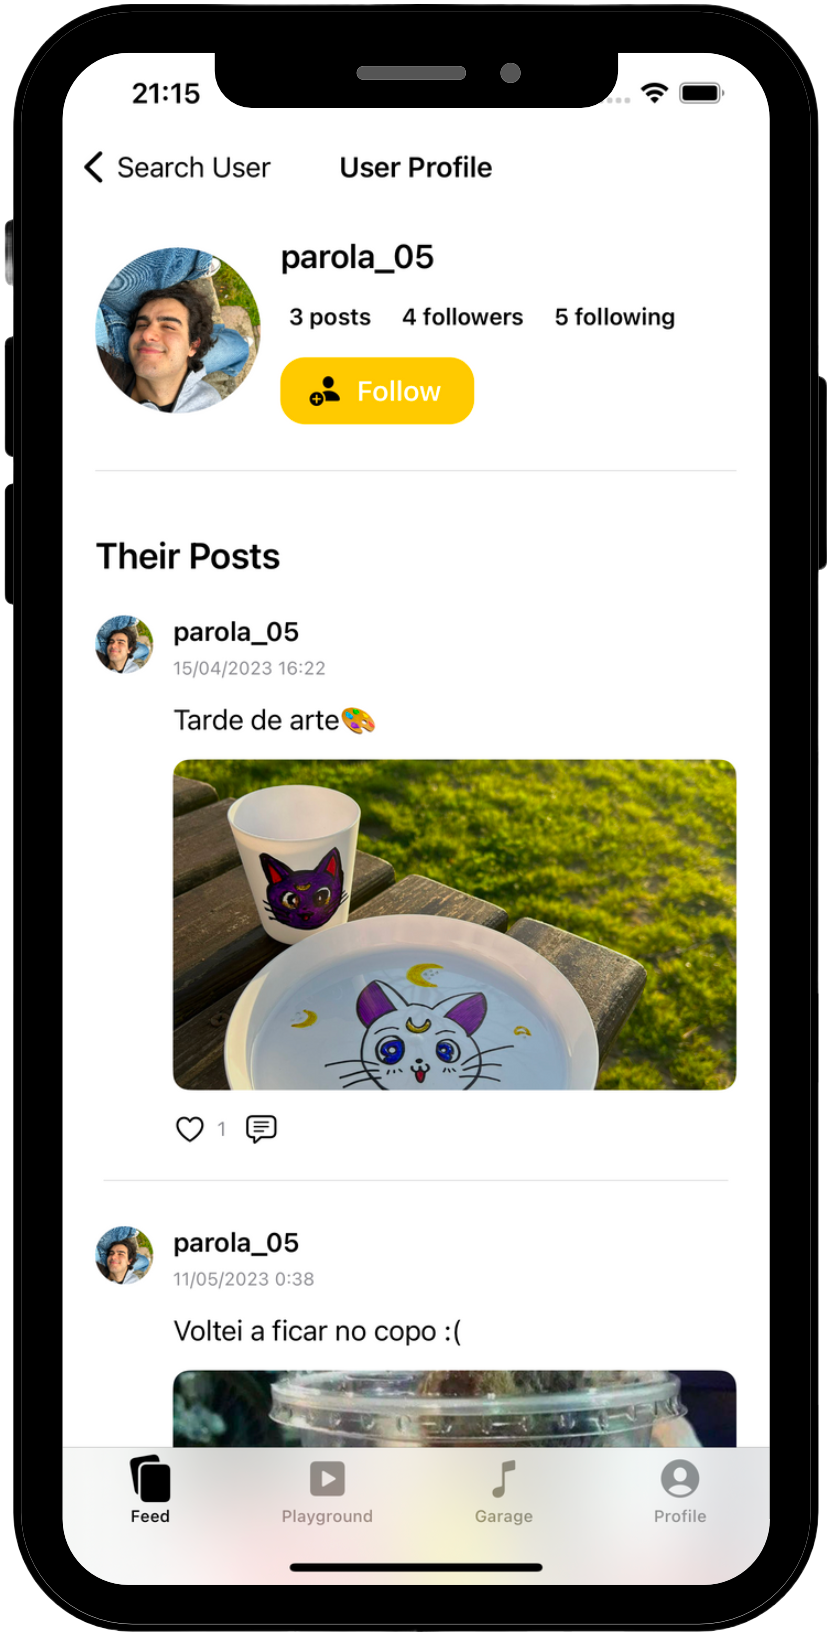 21:15
Search User
User Profile
parola_05
3 posts 4 followers 5 following
Follow
Their Posts
parola_05
15/04/2023 16:22
Tarde de arte🎨
1
parola_05
11/05/2023 0:38
Voltei a ficar no copo :(
Feed Playground Garage Profile